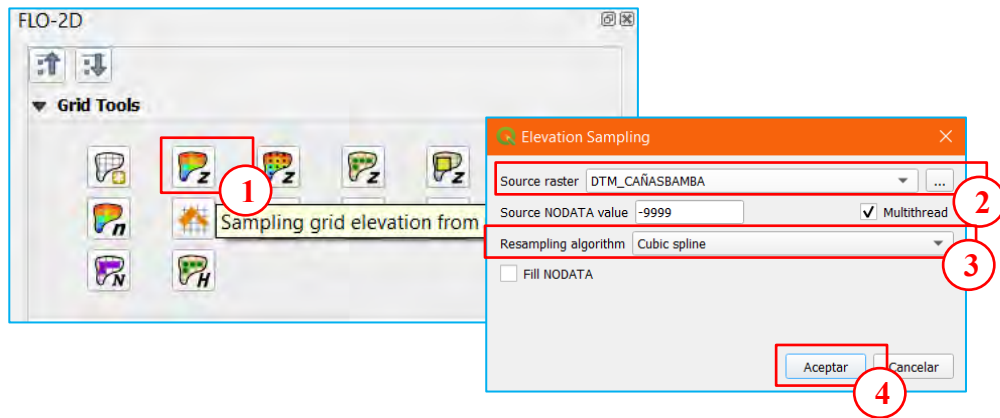 FLO-2D
Grid Tools
Z
Z
Z
Z
1
n
Sampling grid elevation from
N
H
Elevation Sampling
Source raster DTM_CAÑASBAMBA ...
2
Source NODATA value -9999 Multithread
Resampling algorithm Cubic spline
3
Fill NODATA
Aceptar Cancelar
4